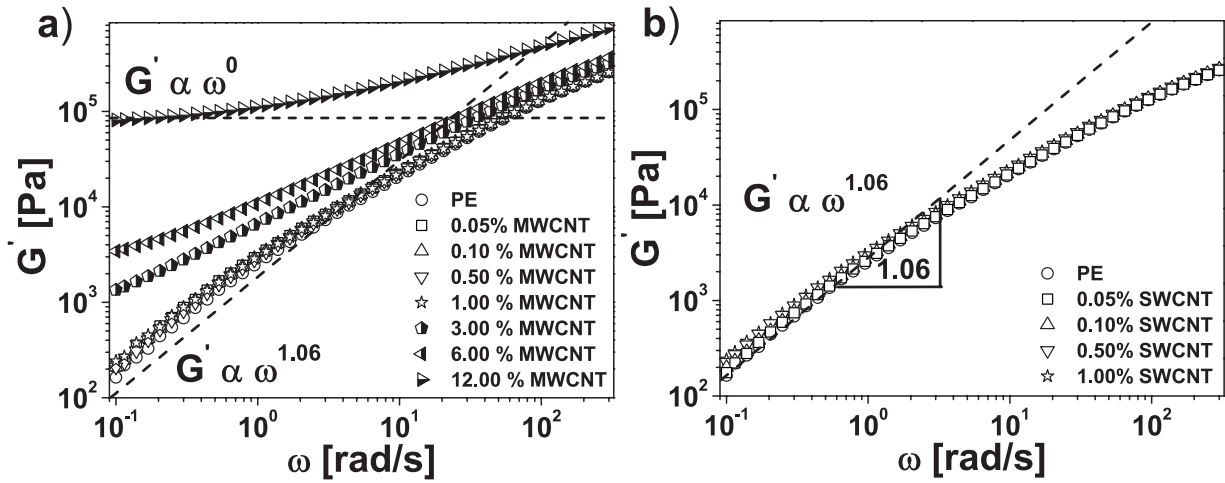 a)
G' α ω^0
G' α ω^1.06
PE
0.05% MWCNT
0.10 % MWCNT
0.50 % MWCNT
1.00 % MWCNT
3.00 % MWCNT
6.00 % MWCNT
12.00 % MWCNT
G' [Pa]
10^5
10^4
10^3
10^2
10^-1
10^0
10^1
10^2
ω [rad/s]
b)
G' α ω^1.06
1.06
PE
0.05% SWCNT
0.10% SWCNT
0.50% SWCNT
1.00% SWCNT
G' [Pa]
10^5
10^4
10^3
10^2
10^-1
10^0
10^1
10^2
ω [rad/s]